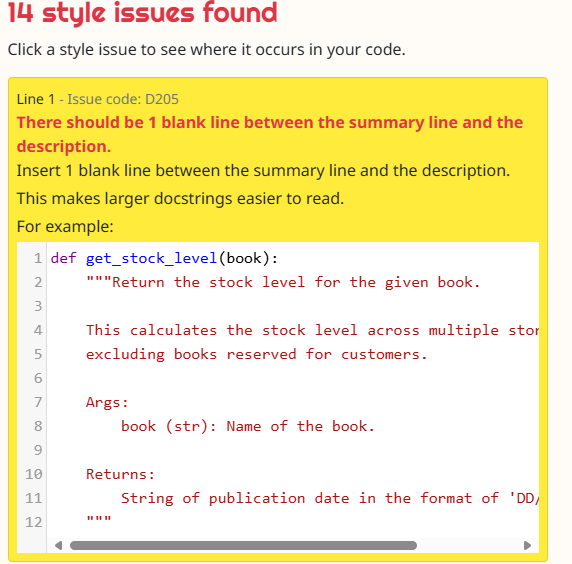 14 style issues found
Click a style issue to see where it occurs in your code.
Line 1 - Issue code: D205
There should be 1 blank line between the summary line and the
description.
Insert 1 blank line between the summary line and the description.
This makes larger docstrings easier to read.
For example:
1 def get_stock_level(book):
2 """Return the stock level for the given book.
3
4 This calculates the stock level across multiple stor
5 excluding books reserved for customers.
6
7 Args:
8 book (str): Name of the book.
9
10 Returns:
11 String of publication date in the format of 'DD/
12 """